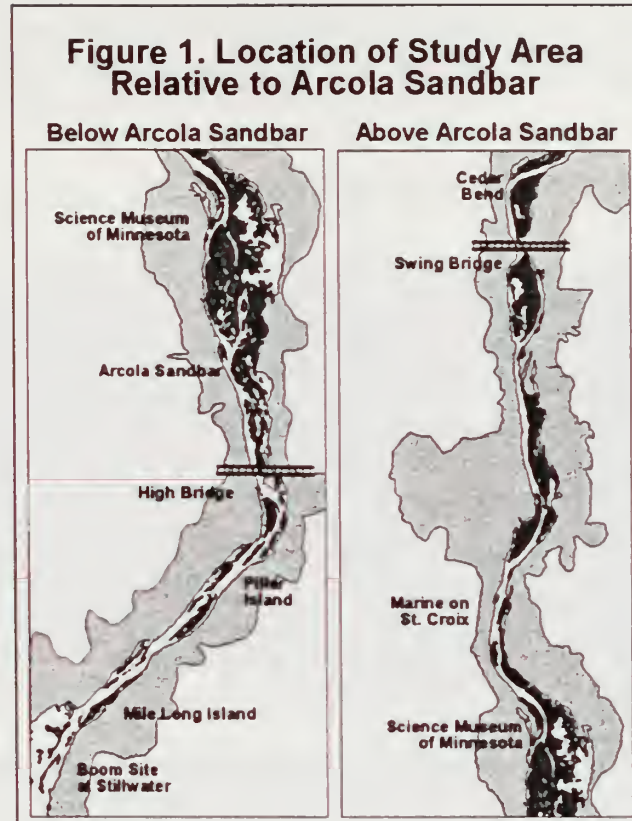 Figure 1. Location of Study Area
Relative to Arcola Sandbar
Below Arcola Sandbar
Science Museum
of Minnesota
Arcola Sandbar
High Bridge
Pillar
Island
Mile Long Island
Boom Site
at Stillwater
Above Arcola Sandbar
Cedar
Bend
Swing Bridge
Marine on
St. Croix
Science Museum
of Minnesota